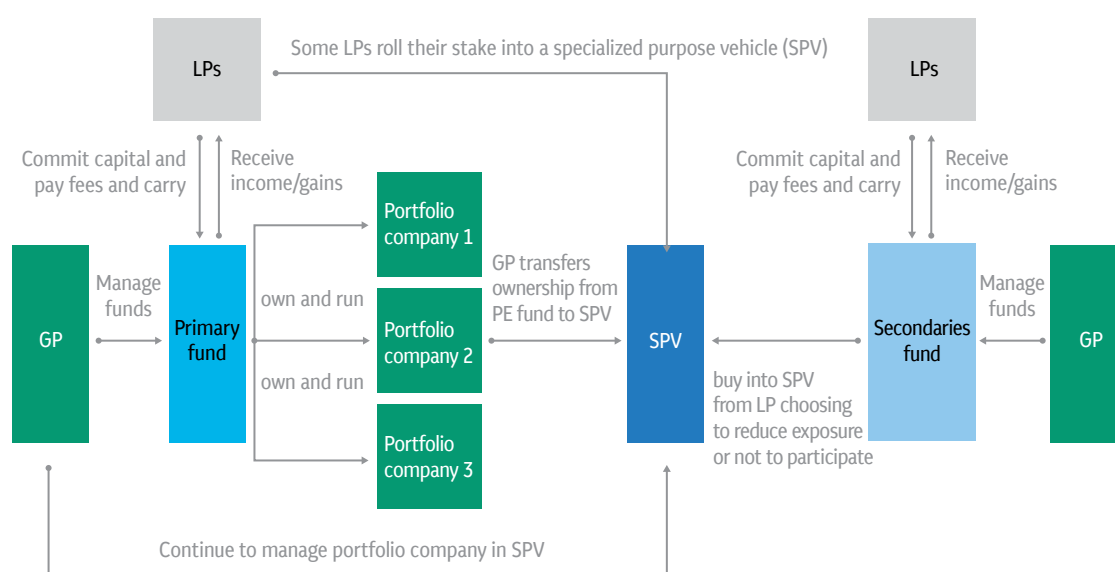 Some LPs roll their stake into a specialized purpose vehicle (SPV)
LPs
LPs
Commit capital and
pay fees and carry
Receive
income/gains
Commit capital and
pay fees and carry
Receive
income/gains
Portfolio
company 1
GP
Manage
funds
Primary
fund
own and run
own and run
Portfolio
company 2
GP transfers
ownership from
PE fund to SPV
SPV
Secondaries
fund
Manage
funds
GP
buy into SPV
from LP choosing
to reduce exposure
or not to participate
Portfolio
company 3
Continue to manage portfolio company in SPV